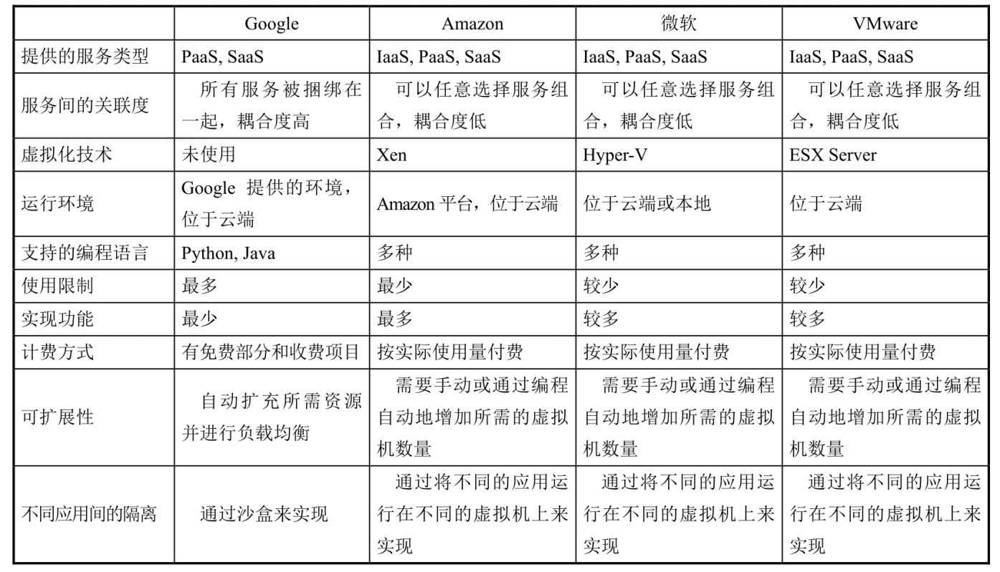 Google Amazon 微软 VMware
提供的服务类型 PaaS, SaaS IaaS, PaaS, SaaS IaaS, PaaS, SaaS IaaS, PaaS, SaaS
服务间的关联度
所有服务被捆绑在
一起，耦合度高
可以任意选择服务组
合，耦合度低
可以任意选择服务组
合，耦合度低
可以任意选择服务组
合，耦合度低
虚拟化技术 未使用 Xen Hyper-V ESX Server
运行环境
Google 提供的环境，
位于云端
Amazon 平台，位于云端
位于云端或本地
位于云端
支持的编程语言 Python, Java 多种 多种 多种
使用限制 最多 最少 较少 较少
实现功能 最少 最多 较多 较多
计费方式 有免费部分和收费项目 按实际使用量付费 按实际使用量付费 按实际使用量付费
可扩展性
自动扩充所需资源
并进行负载均衡
需要手动或通过编程
自动地增加所需的虚拟
机数量
需要手动或通过编程
自动地增加所需的虚拟
机数量
需要手动或通过编程
自动地增加所需的虚拟
机数量
不同应用间的隔离
通过沙盒来实现
通过将不同的应用运
行在不同的虚拟机上来
实现
通过将不同的应用运
行在不同的虚拟机上来
实现
通过将不同的应用运
行在不同的虚拟机上来
实现